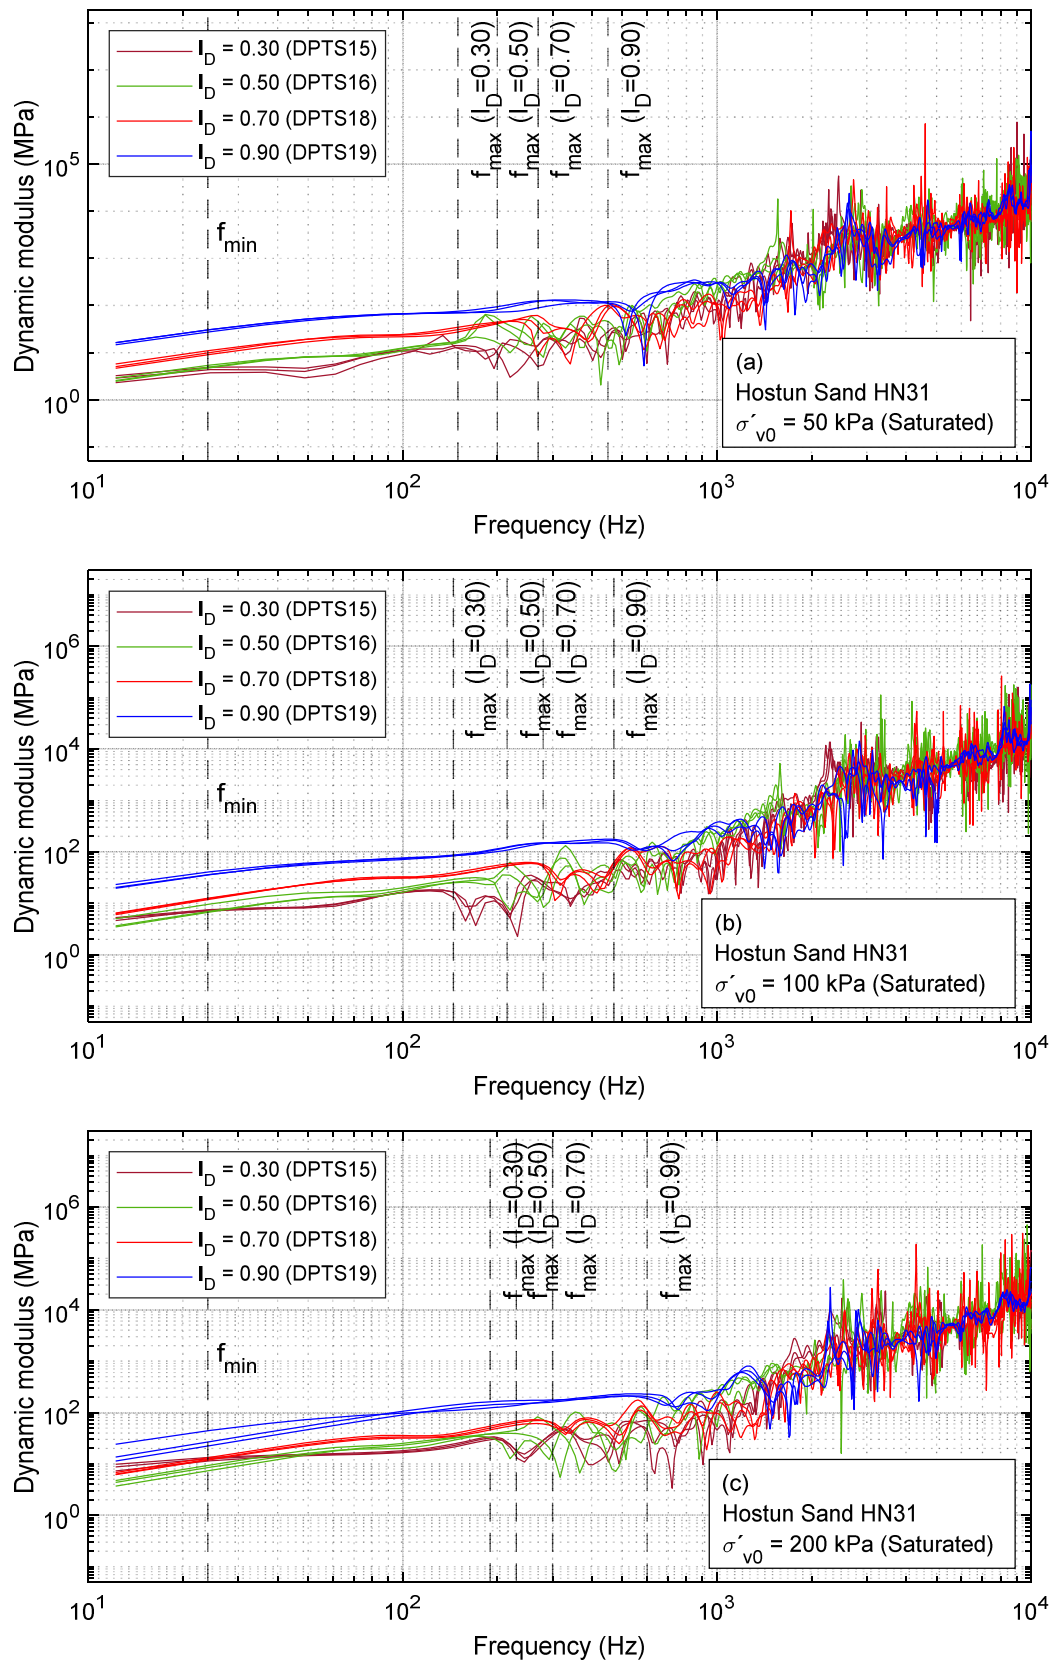 I_D = 0.30 (DPTS15)
I_D = 0.50 (DPTS16)
I_D = 0.70 (DPTS18)
I_D = 0.90 (DPTS19)
f_min
f_max (I_D=0.30)
f_max (I_D=0.50)
f_max (I_D=0.70)
f_max (I_D=0.90)
Dynamic modulus (MPa)
10^5
10^0
(a)
Hostun Sand HN31
σ´_v0 = 50 kPa (Saturated)
10^1 10^2 10^3 10^4
Frequency (Hz)
I_D = 0.30 (DPTS15)
I_D = 0.50 (DPTS16)
I_D = 0.70 (DPTS18)
I_D = 0.90 (DPTS19)
f_min
f_max (I_D=0.30)
f_max (I_D=0.50)
f_max (I_D=0.70)
f_max (I_D=0.90)
Dynamic modulus (MPa)
10^6
10^4
10^2
10^0
(b)
Hostun Sand HN31
σ´_v0 = 100 kPa (Saturated)
10^1 10^2 10^3 10^4
Frequency (Hz)
I_D = 0.30 (DPTS15)
I_D = 0.50 (DPTS16)
I_D = 0.70 (DPTS18)
I_D = 0.90 (DPTS19)
f_min
f_max (I_D=0.30)
f_max (I_D=0.50)
f_max (I_D=0.70)
f_max (I_D=0.90)
Dynamic modulus (MPa)
10^6
10^4
10^2
10^0
(c)
Hostun Sand HN31
σ´_v0 = 200 kPa (Saturated)
10^1 10^2 10^3 10^4
Frequency (Hz)